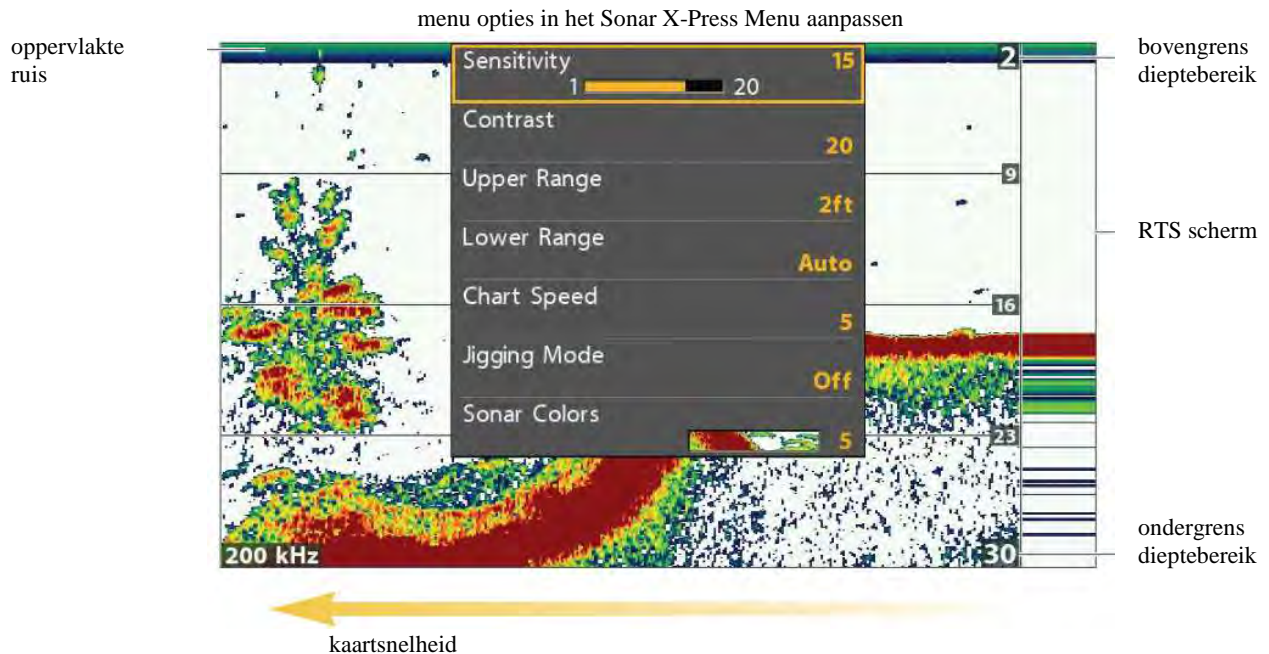 menu opties in het Sonar X-Press Menu aanpassen
oppervlakte
ruis
bovengrens
dieptebereik
Sensitivity 15
1 20
2
Contrast
20
9
Upper Range
2ft
Lower Range
Auto
RTS scherm
Chart Speed
5
16
Jigging Mode
Off
Sonar Colors
5
23
200 kHz
30
ondergrens
dieptebereik
kaartsnelheid